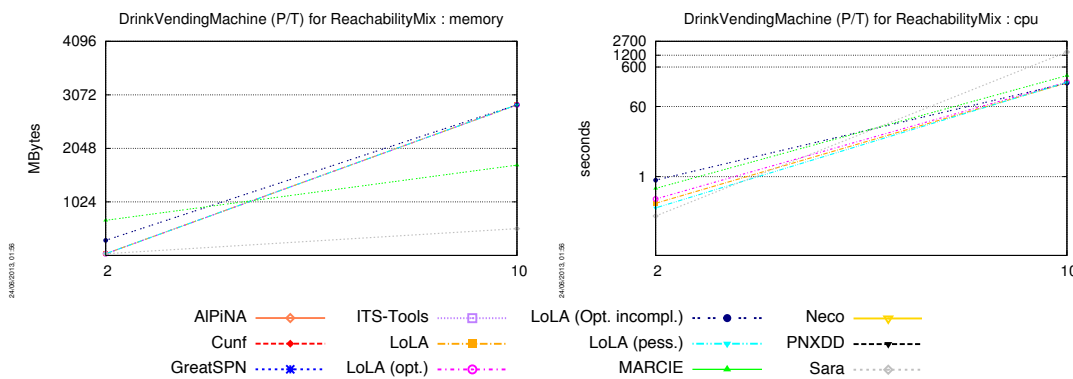 DrinkVendingMachine (P/T) for ReachabilityMix : memory
4096
3072
2048
1024
MBytes
2
10
24/06/2013, 01:56
DrinkVendingMachine (P/T) for ReachabilityMix : cpu
2700
1200
600
60
1
seconds
2
10
24/06/2013, 01:56
AlPiNA
Cunf
GreatSPN
ITS-Tools
LoLA
LoLA (opt.)
LoLA (Opt. incompl.)
LoLA (pess.)
MARCIE
Neco
PNXDD
Sara